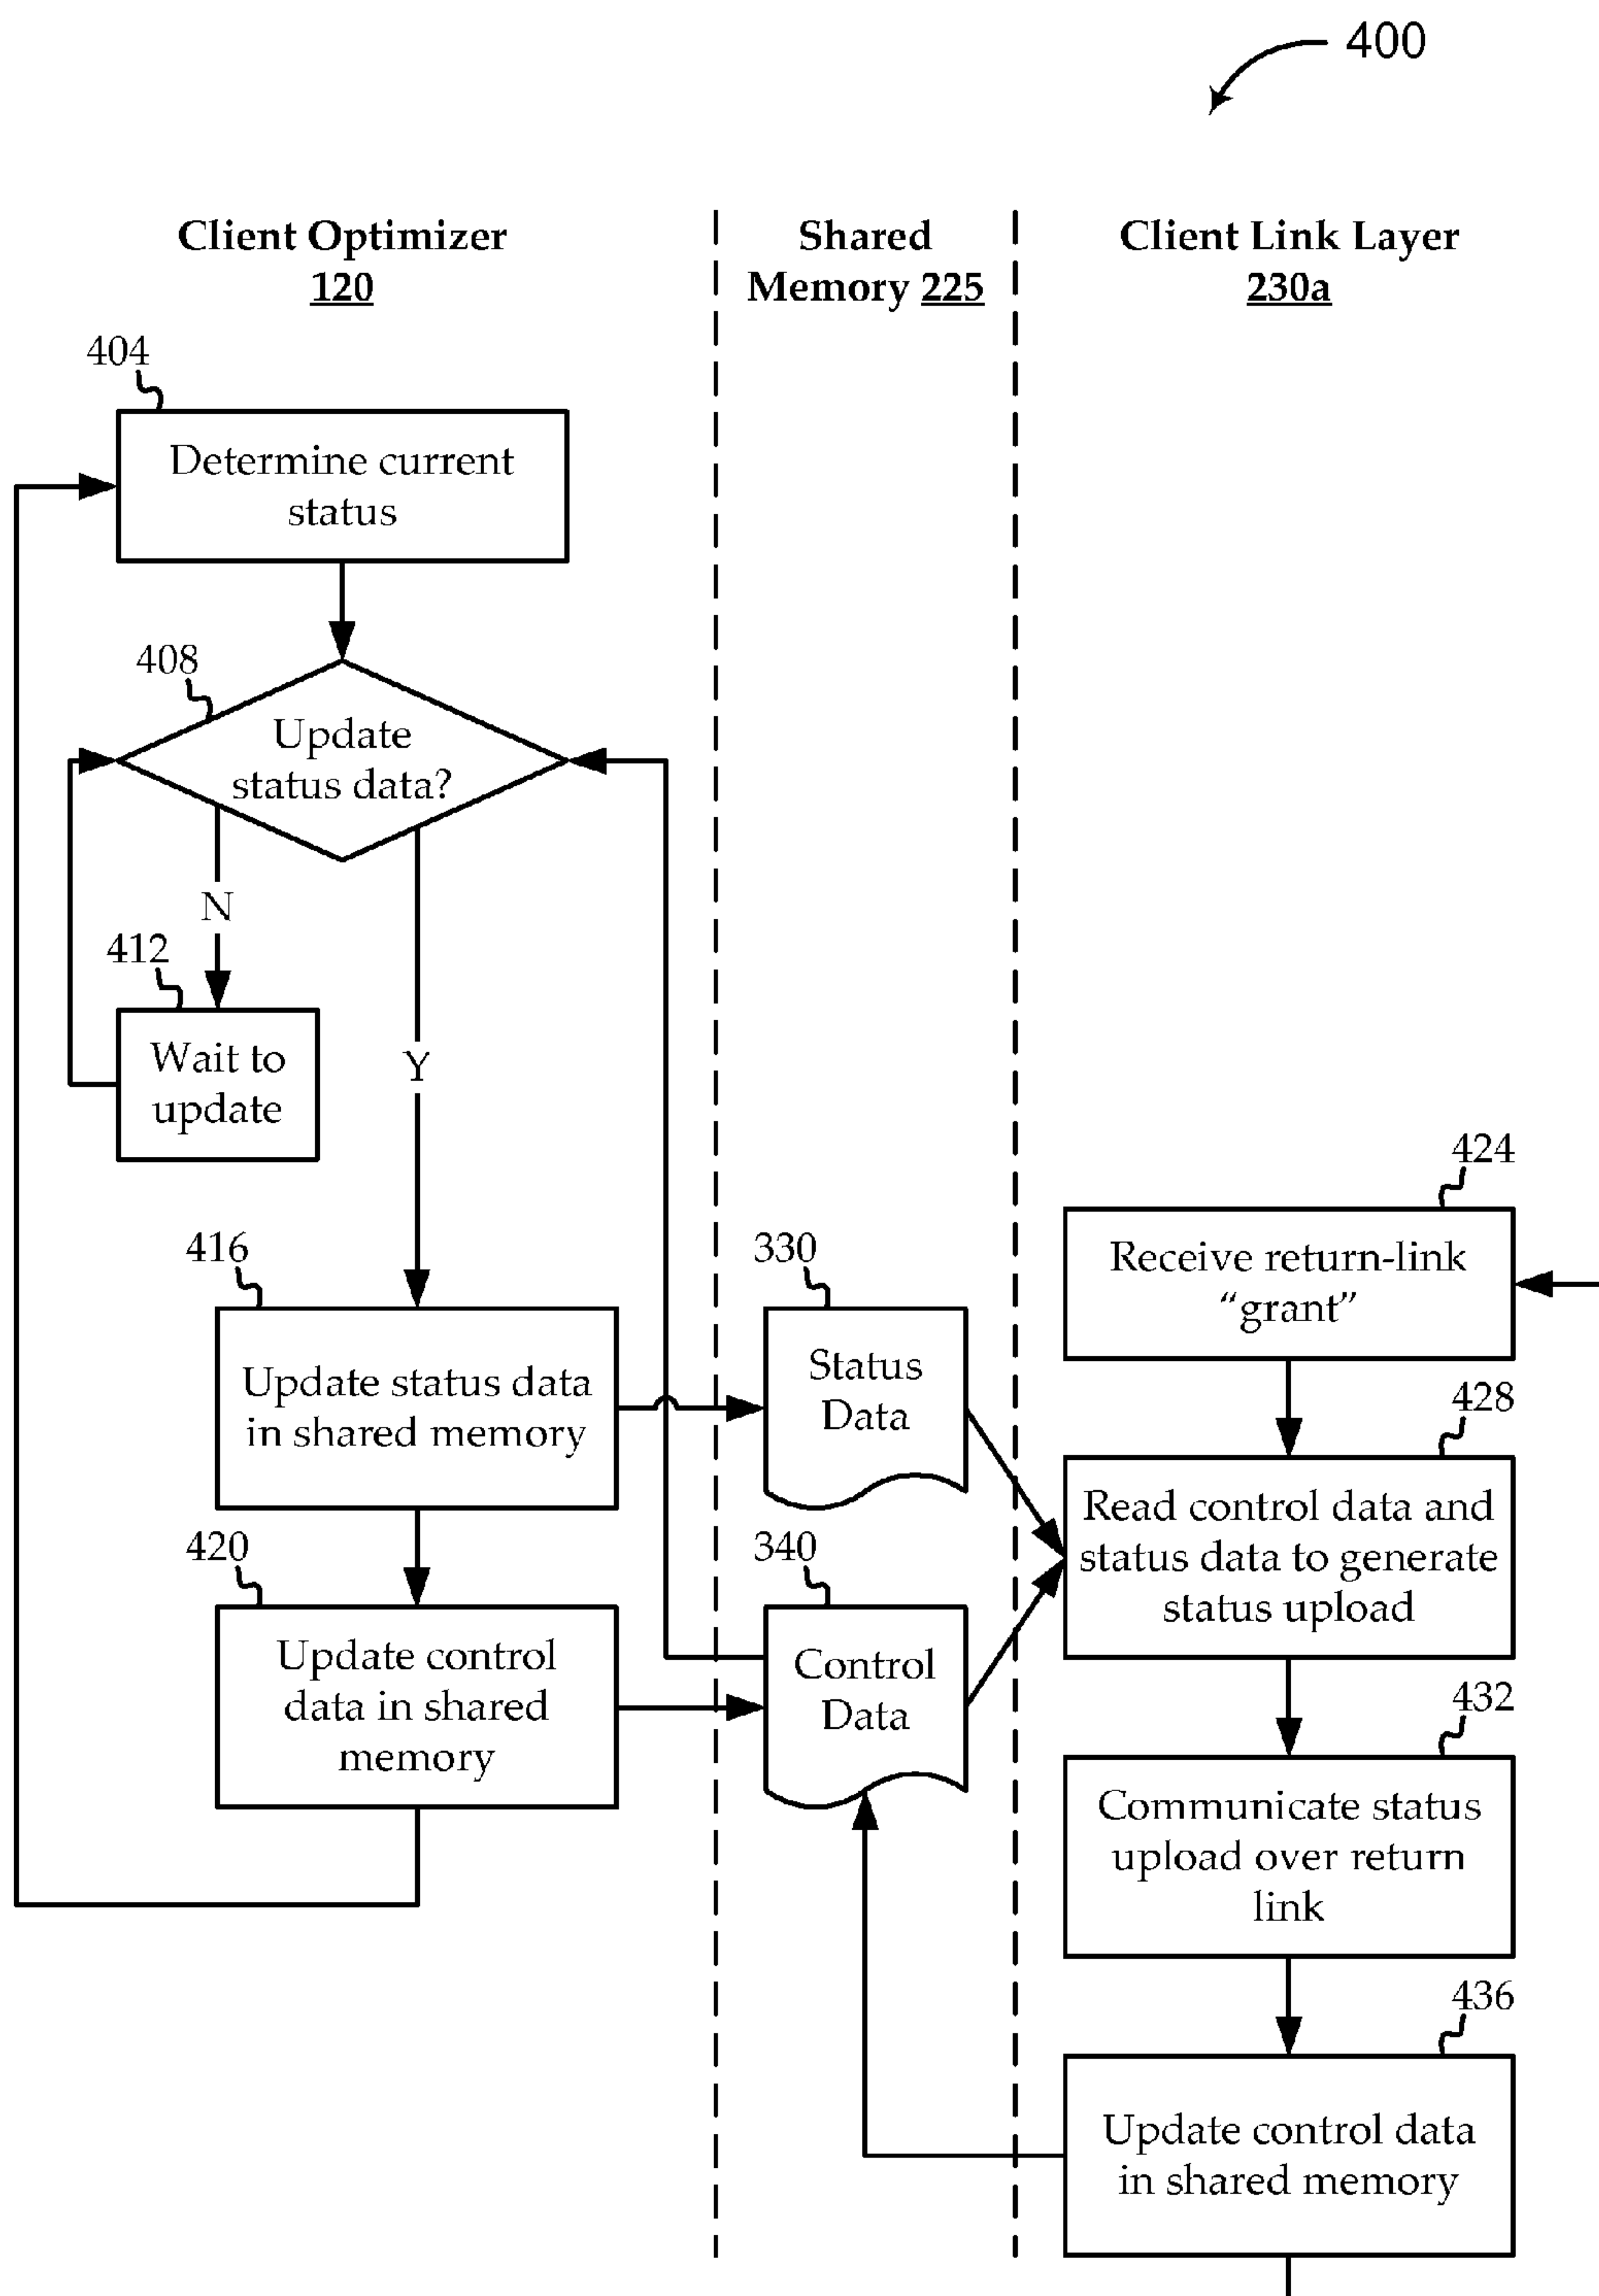 400
Client Optimizer
120
Shared
Memory 225
Client Link Layer
230a
404
Determine current
status
408
Update
status data?
N
Y
412
Wait to
update
416
Update status data
in shared memory
420
Update control
data in shared
memory
330
Status
Data
340
Control
Data
424
Receive return-link
“grant”
428
Read control data and
status data to generate
status upload
432
Communicate status
upload over return
link
436
Update control data
in shared memory